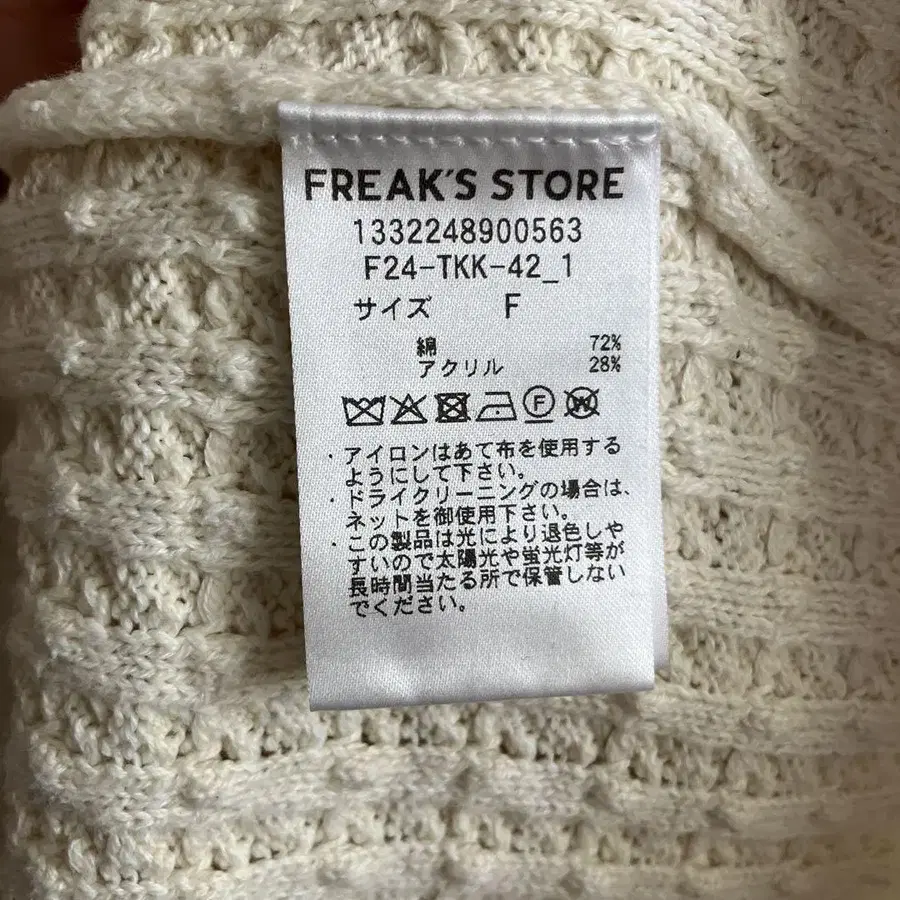 FREAK'S STORE
1332248900563
F24-TKK-42_1
サイズ F
綿 72%
アクリル 28%
F W
・アイロンはあて布を使用する
ようにして下さい。
・ドライクリーニングの場合は、
ネットを御使用下さい。
・この製品は光により退色しや
すいので太陽光や蛍光灯等が
長時間当たる所で保管しない
でください。